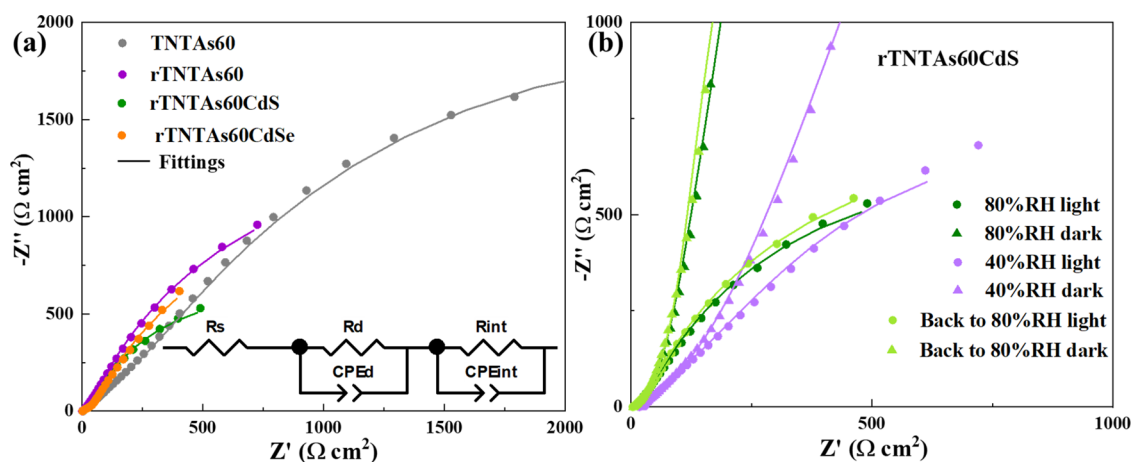 (a)
2000
1500
1000
500
0
-Z'' (Ω cm²)
TNTAs60
rTNTAs60
rTNTAs60CdS
rTNTAs60CdSe
Fittings
Rs
Rd
Rint
CPEd
CPEint
0 500 1000 1500 2000
Z' (Ω cm²)
(b)
1000
500
0
-Z'' (Ω cm²)
rTNTAs60CdS
80%RH light
80%RH dark
40%RH light
40%RH dark
Back to 80%RH light
Back to 80%RH dark
0 500 1000
Z' (Ω cm²)